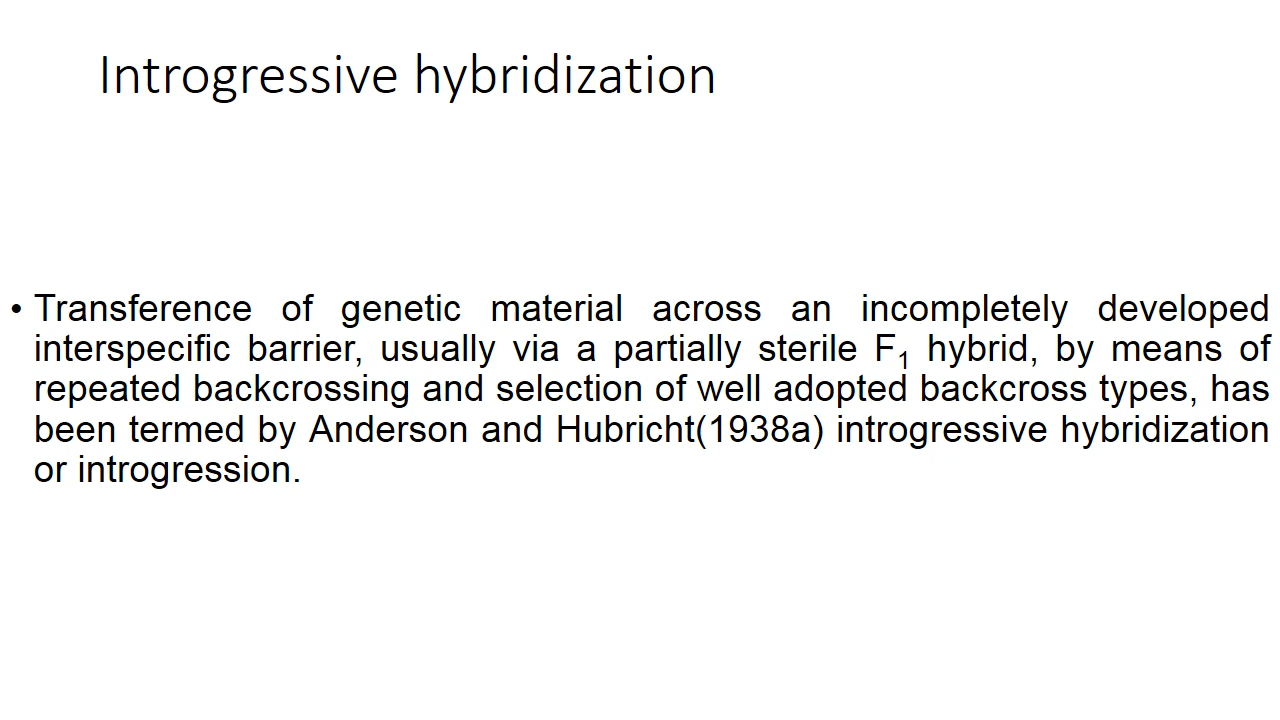 Introgressive hybridization
• Transference of genetic material across an incompletely developed
interspecific barrier, usually via a partially sterile F₁ hybrid, by means of
repeated backcrossing and selection of well adopted backcross types, has
been termed by Anderson and Hubricht(1938a) introgressive hybridization
or introgression.